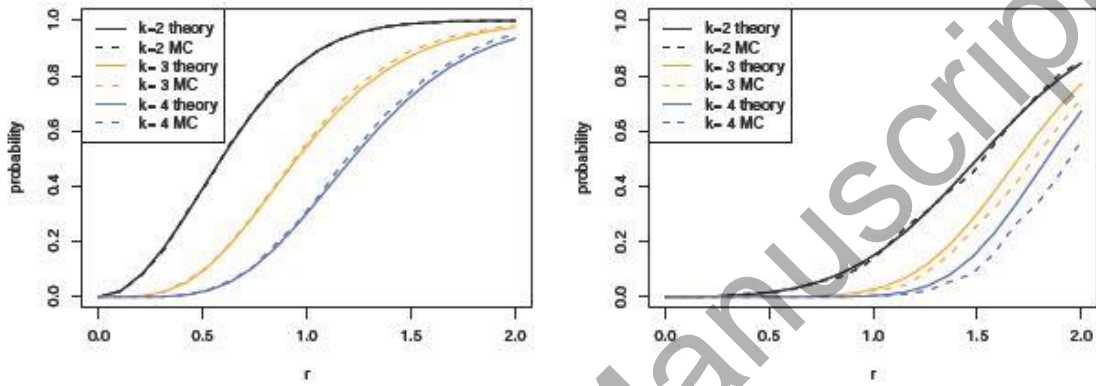 k=2 theory
k=2 MC
k= 3 theory
k= 3 MC
k= 4 theory
k= 4 MC
probability
0.0
0.2
0.4
0.6
0.8
1.0
0.0
0.5
1.0
1.5
2.0
r
k=2 theory
k=2 MC
k= 3 theory
k= 3 MC
k= 4 theory
k= 4 MC
probability
0.0
0.2
0.4
0.6
0.8
1.0
0.0
0.5
1.0
1.5
2.0
r